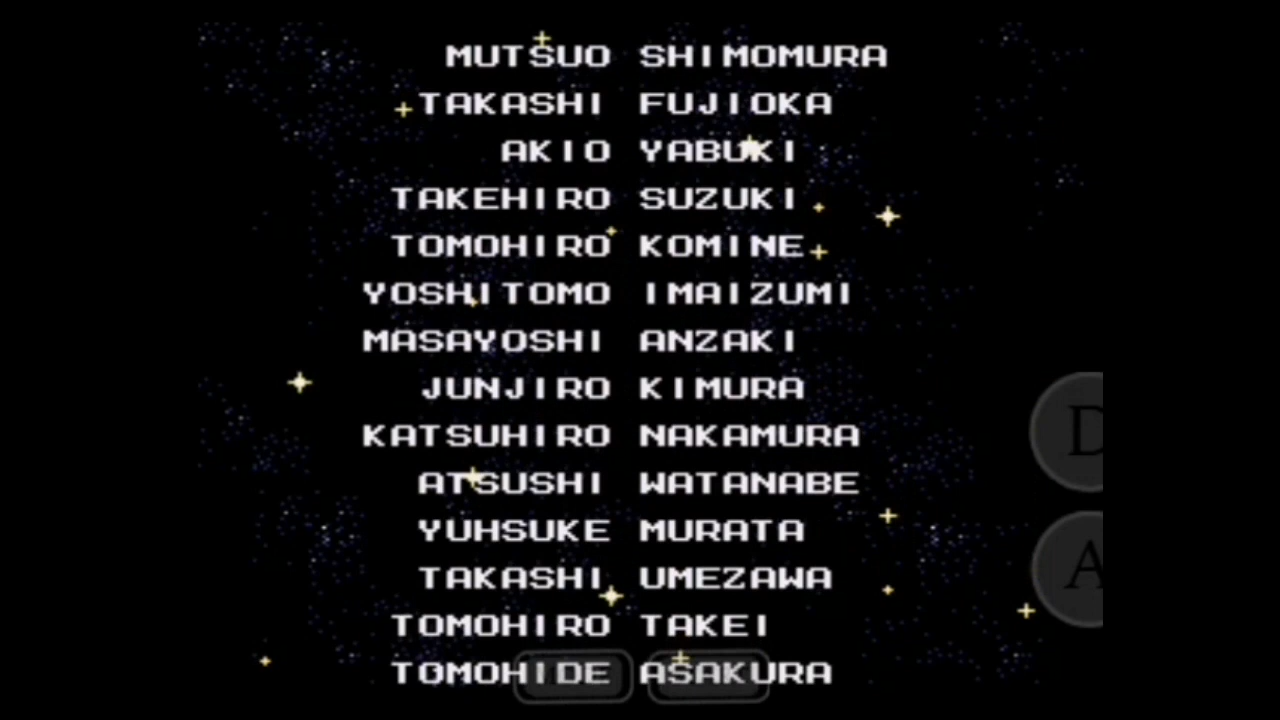 MUTSUO SHIMOMURA
TAKASHI FUJIOKA
AKIO YABUKI
TAKEHIRO SUZUKI
TOMOHIRO KOMINE
YOSHITOMO IMAIZUMI
MASAYOSHI ANZAKI
JUNJIRO KIMURA
KATSUHIRO NAKAMURA
D
ATSUSHI WATANABE
YUHSUKE MURATA
TAKASHI UMEZAWA
A
TOMOHIRO TAKEI
TOMOHIDE ASAKURA